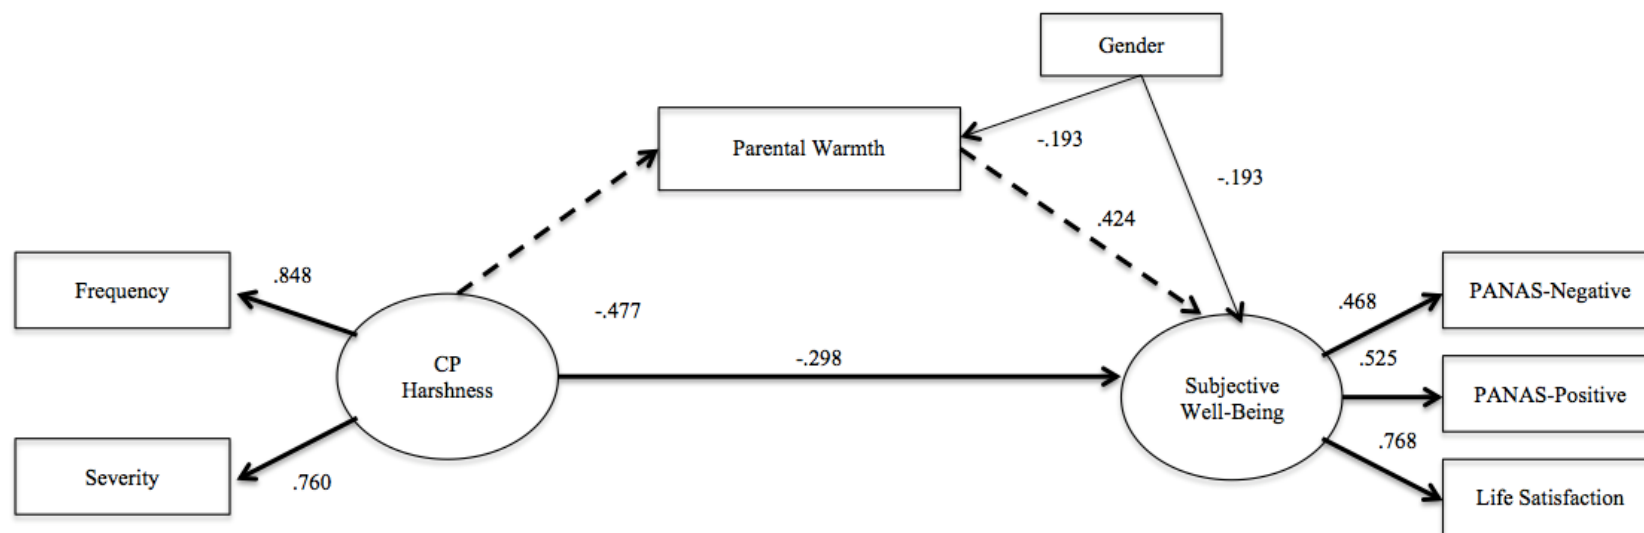 Gender
Parental Warmth
-.193
-.193
.424
Frequency
.848
-.477
CP
Harshness
-.298
Severity
.760
Subjective
Well-Being
.468
PANAS-Negative
.525
PANAS-Positive
.768
Life Satisfaction